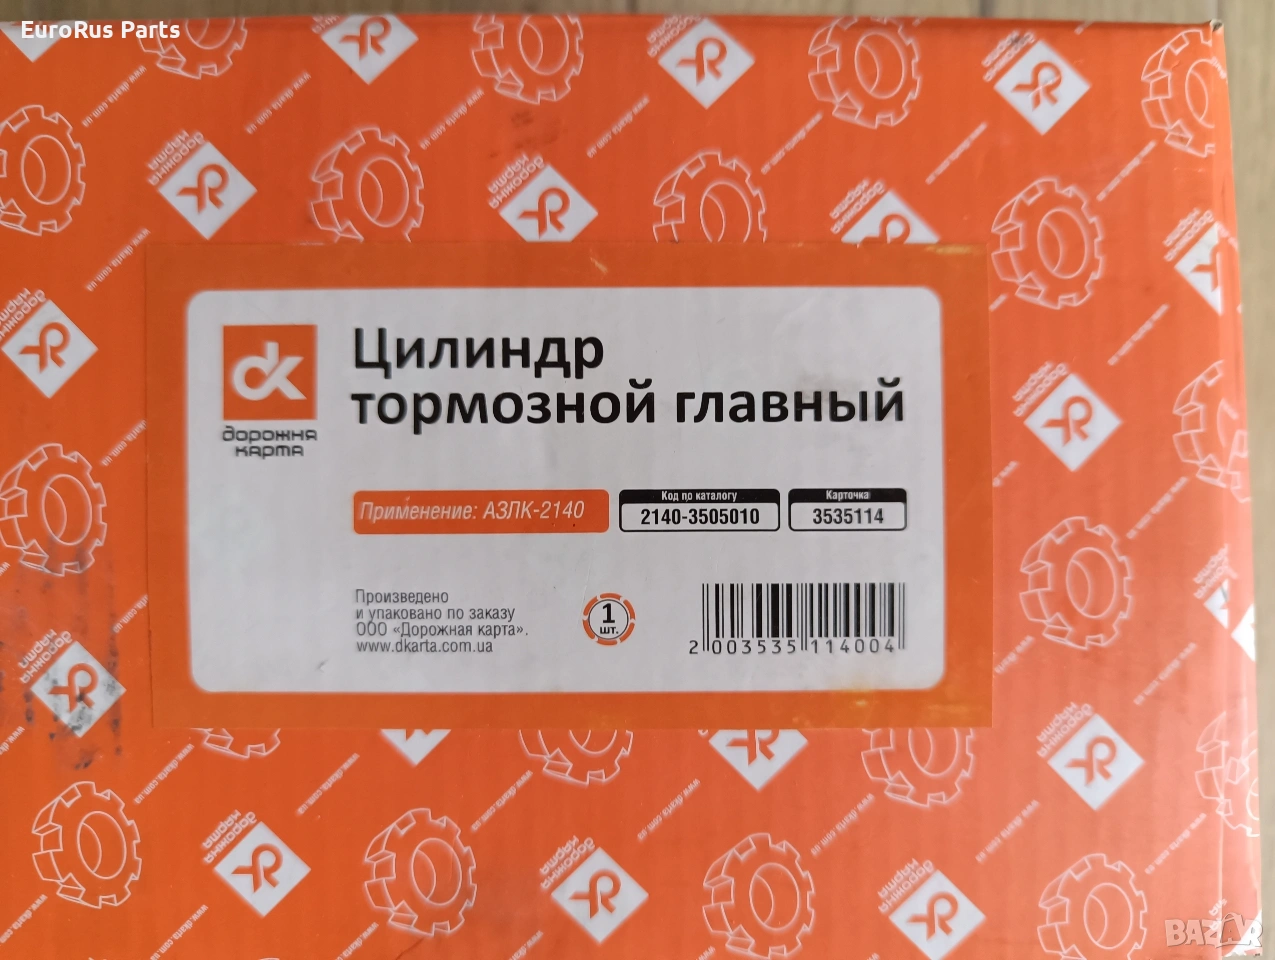 EuroRus Parts
Цилиндр
тормозной главный
дорожня
карта
Применение: АЗЛК-2140
Код по каталогу
2140-3505010
Карточка
3535114
Произведено
и упаковано по заказу
ООО «Дорожная карта».
www.dkarta.com.ua
1
шт.
2 003535 114004
BAZAR